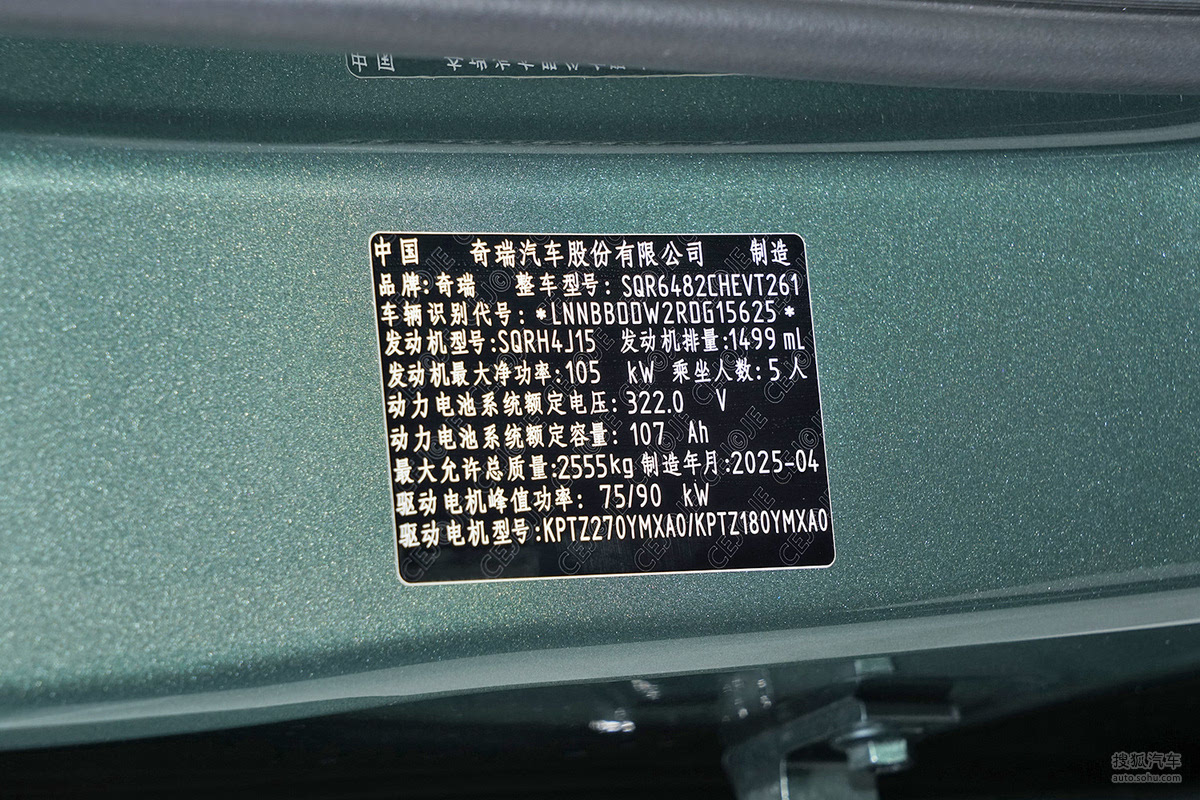 中国
中国 奇瑞汽车股份有限公司 制造
品牌:奇瑞 整车型号: SQR6482CHEVT261
车辆识别代号: *LNNBBDDW2RDG15625*
发动机型号:SQRH4J15 发动机排量:1499 mL
发动机最大净功率:105 kW 乘坐人数:5人
动力电池系统额定电压: 322.0 V
动力电池系统额定容量: 107 Ah
最大允许总质量:2555kg 制造年月:2025-04
驱动电机峰值功率: 75/90 kW
驱动电机型号:KPTZ270YMXA0/KPTZ180YMXA0
搜狐汽车
auto.sohu.com